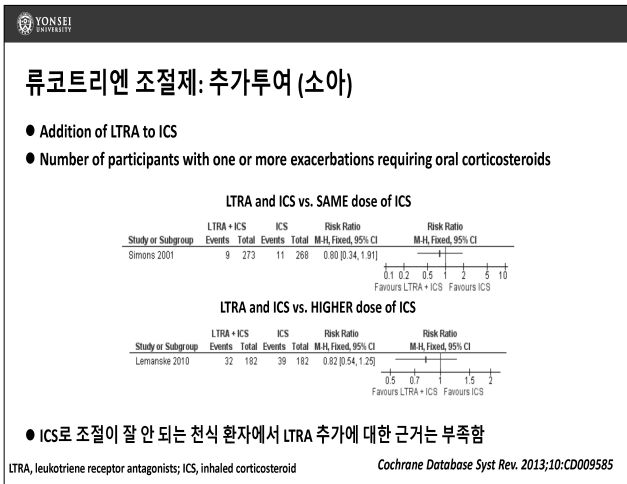 YONSEI
UNIVERSITY
류코트리엔 조절제: 추가투여 (소아)
● Addition of LTRA to ICS
● Number of participants with one or more exacerbations requiring oral corticosteroids
LTRA and ICS vs. SAME dose of ICS
LTRA + ICS ICS Risk Ratio Risk Ratio
Study or Subgroup Events Total Events Total M-H, Fixed, 95% CI M-H, Fixed, 95% CI
Simons 2001 9 273 11 268 0.80 [0.34, 1.91]
0.1 0.2 0.5 1 2 5 10
Favours LTRA + ICS Favours ICS
LTRA and ICS vs. HIGHER dose of ICS
LTRA + ICS ICS Risk Ratio Risk Ratio
Study or Subgroup Events Total Events Total M-H, Fixed, 95% CI M-H, Fixed, 95% CI
Lemanske 2010 32 182 39 182 0.82 [0.54, 1.25]
0.5 0.7 1 1.5 2
Favours LTRA + ICS Favours ICS
● ICS로 조절이 잘 안 되는 천식 환자에서 LTRA 추가에 대한 근거는 부족함
LTRA, leukotriene receptor antagonists; ICS, inhaled corticosteroid
Cochrane Database Syst Rev. 2013;10:CD009585